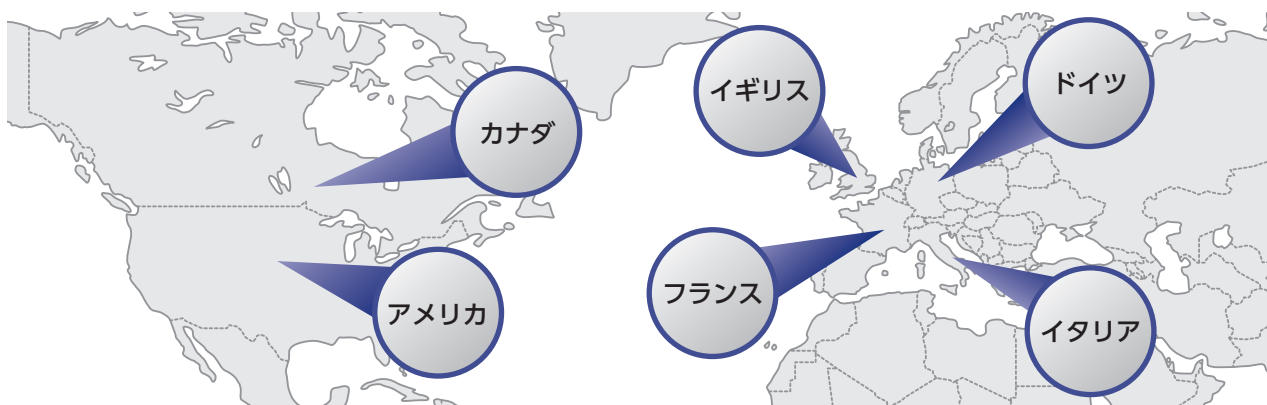 カナダ
アメリカ
イギリス
ドイツ
フランス
イタリア